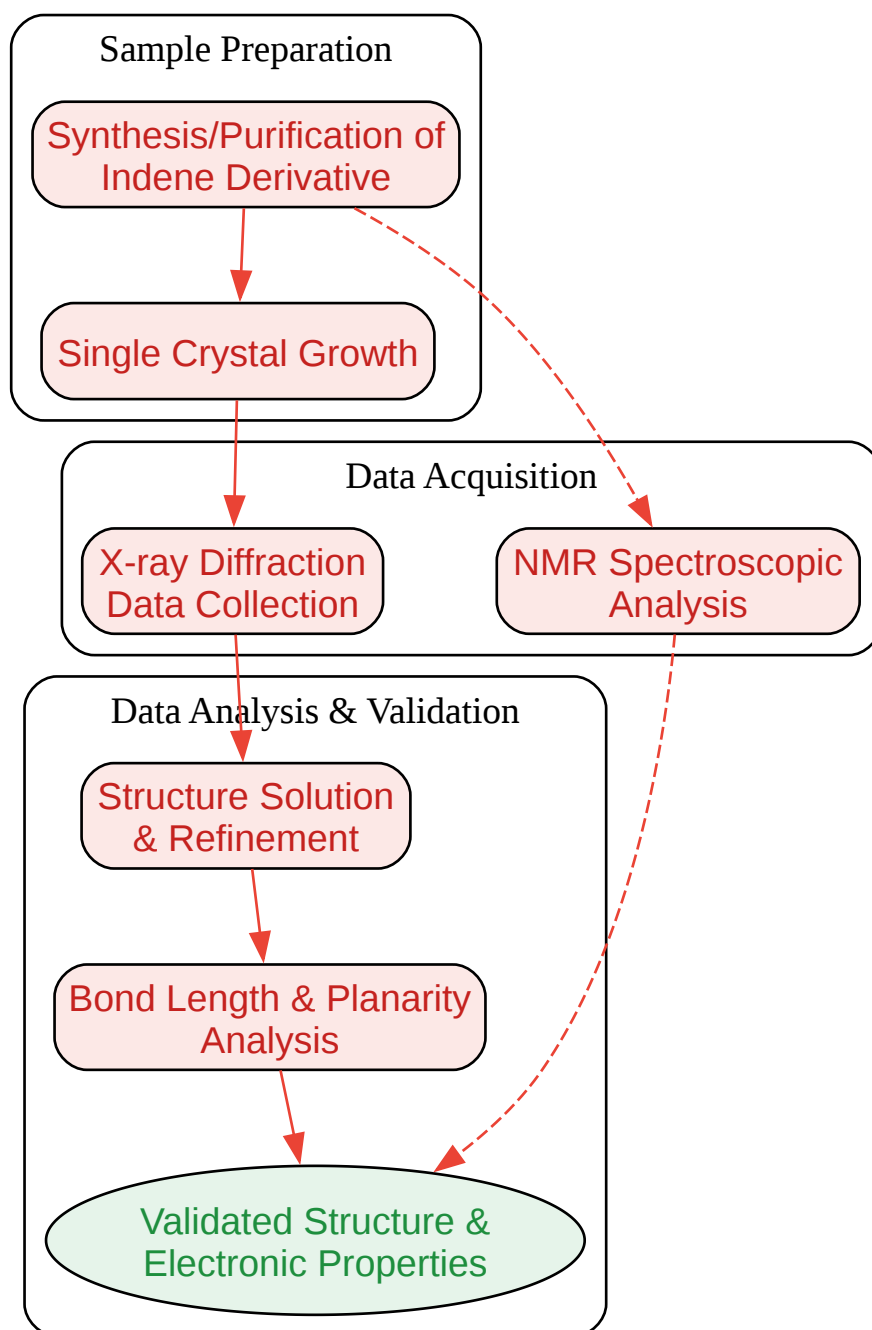 Sample Preparation
Synthesis/Purification of
Indene Derivative
Single Crystal Growth
Data Acquisition
X-ray Diffraction
Data Collection
NMR Spectroscopic
Analysis
Data Analysis & Validation
Structure Solution
& Refinement
Bond Length & Planarity
Analysis
Validated Structure &
Electronic Properties